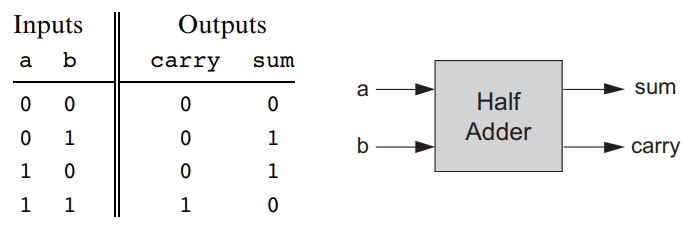 Inputs Outputs
a b carry sum
0 0 0 0
0 1 0 1
1 0 0 1
1 1 1 0
a
b
Half
Adder
sum
carry